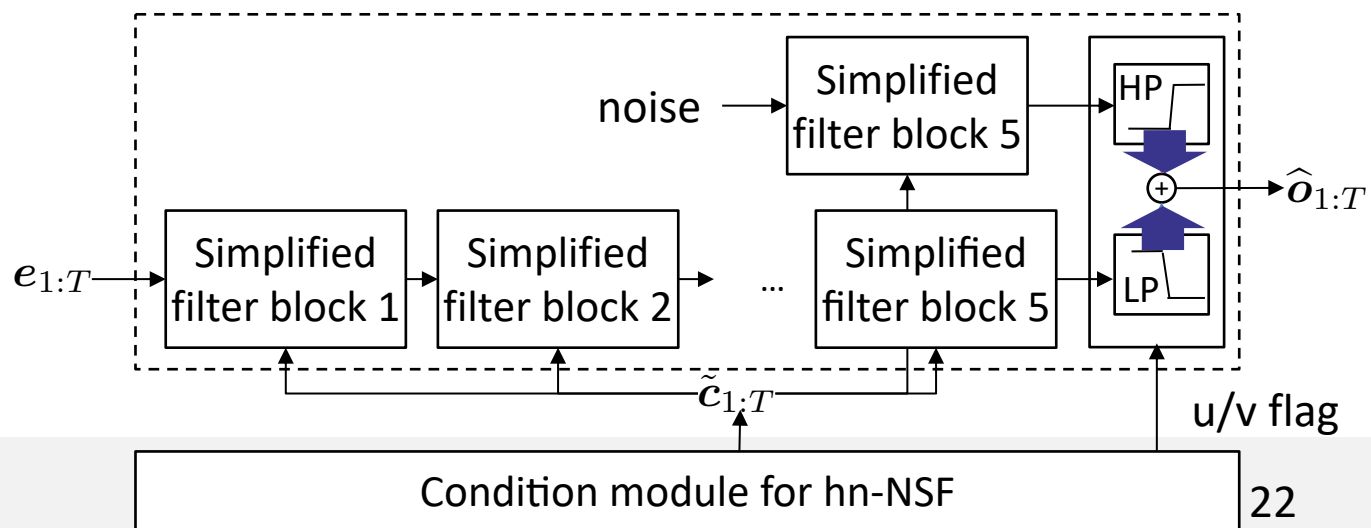 noise
Simplified
filter block 5
HP
+
ô₁:T
e₁:T
Simplified
filter block 1
Simplified
filter block 2
...
Simplified
filter block 5
LP
c̃₁:T
u/v flag
Condition module for hn-NSF
22